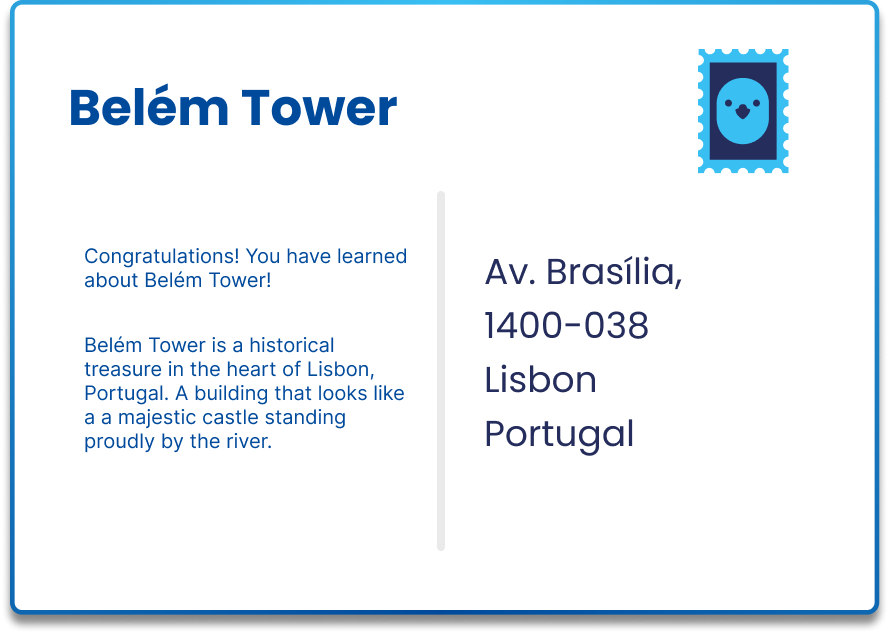 Belém Tower
Congratulations! You have learned
about Belém Tower!
Belém Tower is a historical
treasure in the heart of Lisbon,
Portugal. A building that looks like
a a majestic castle standing
proudly by the river.
Av. Brasília,
1400-038
Lisbon
Portugal